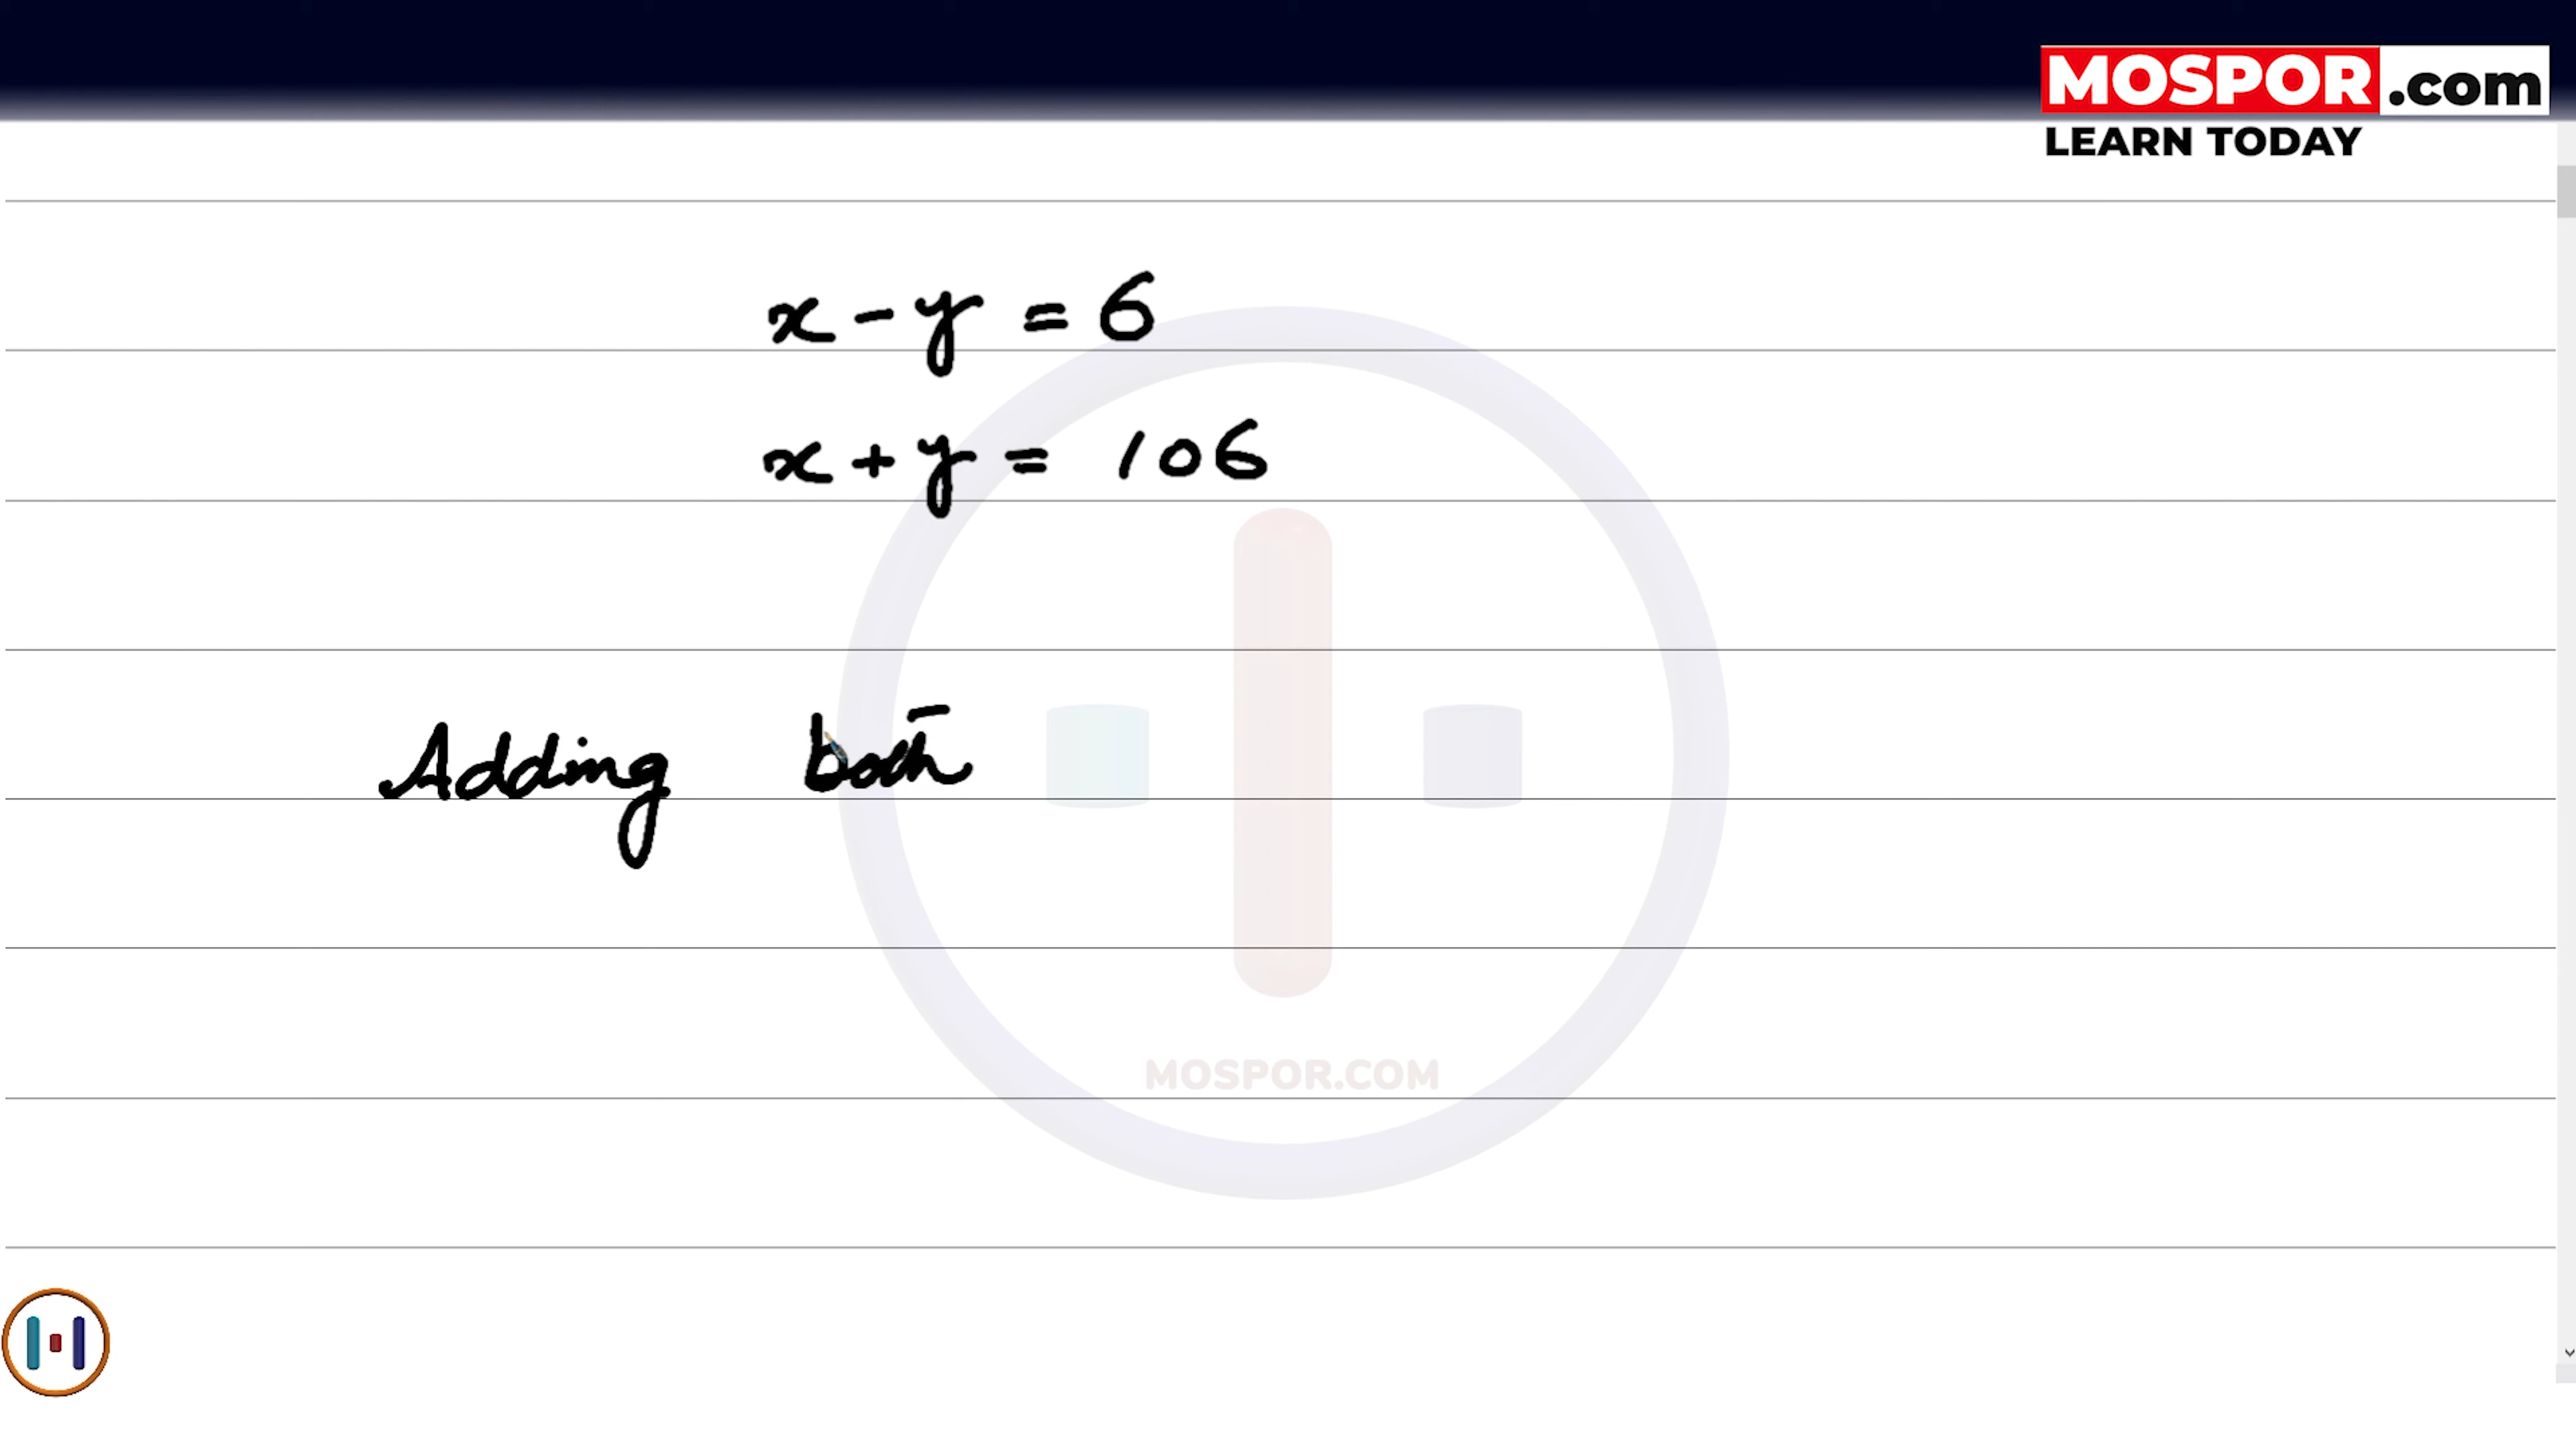 MOSPOR.com
LEARN TODAY
x - y = 6
x + y = 106
Adding both
MOSPOR.COM